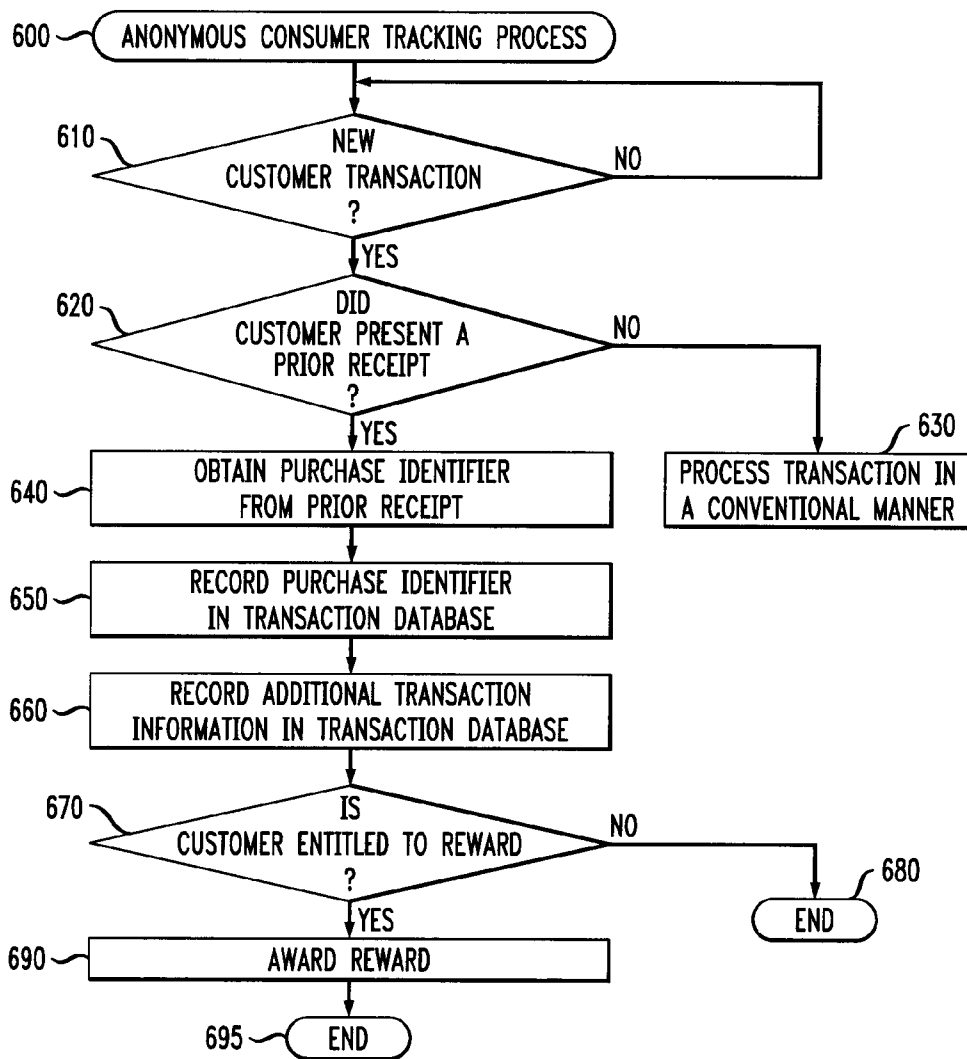 600
ANONYMOUS CONSUMER TRACKING PROCESS
610
NEW
CUSTOMER TRANSACTION
?
NO
YES
620
DID
CUSTOMER PRESENT A
PRIOR RECEIPT
?
NO
YES
630
PROCESS TRANSACTION IN
A CONVENTIONAL MANNER
640
OBTAIN PURCHASE IDENTIFIER
FROM PRIOR RECEIPT
650
RECORD PURCHASE IDENTIFIER
IN TRANSACTION DATABASE
660
RECORD ADDITIONAL TRANSACTION
INFORMATION IN TRANSACTION DATABASE
670
IS
CUSTOMER ENTITLED TO REWARD
?
NO
YES
680
END
690
AWARD REWARD
695
END